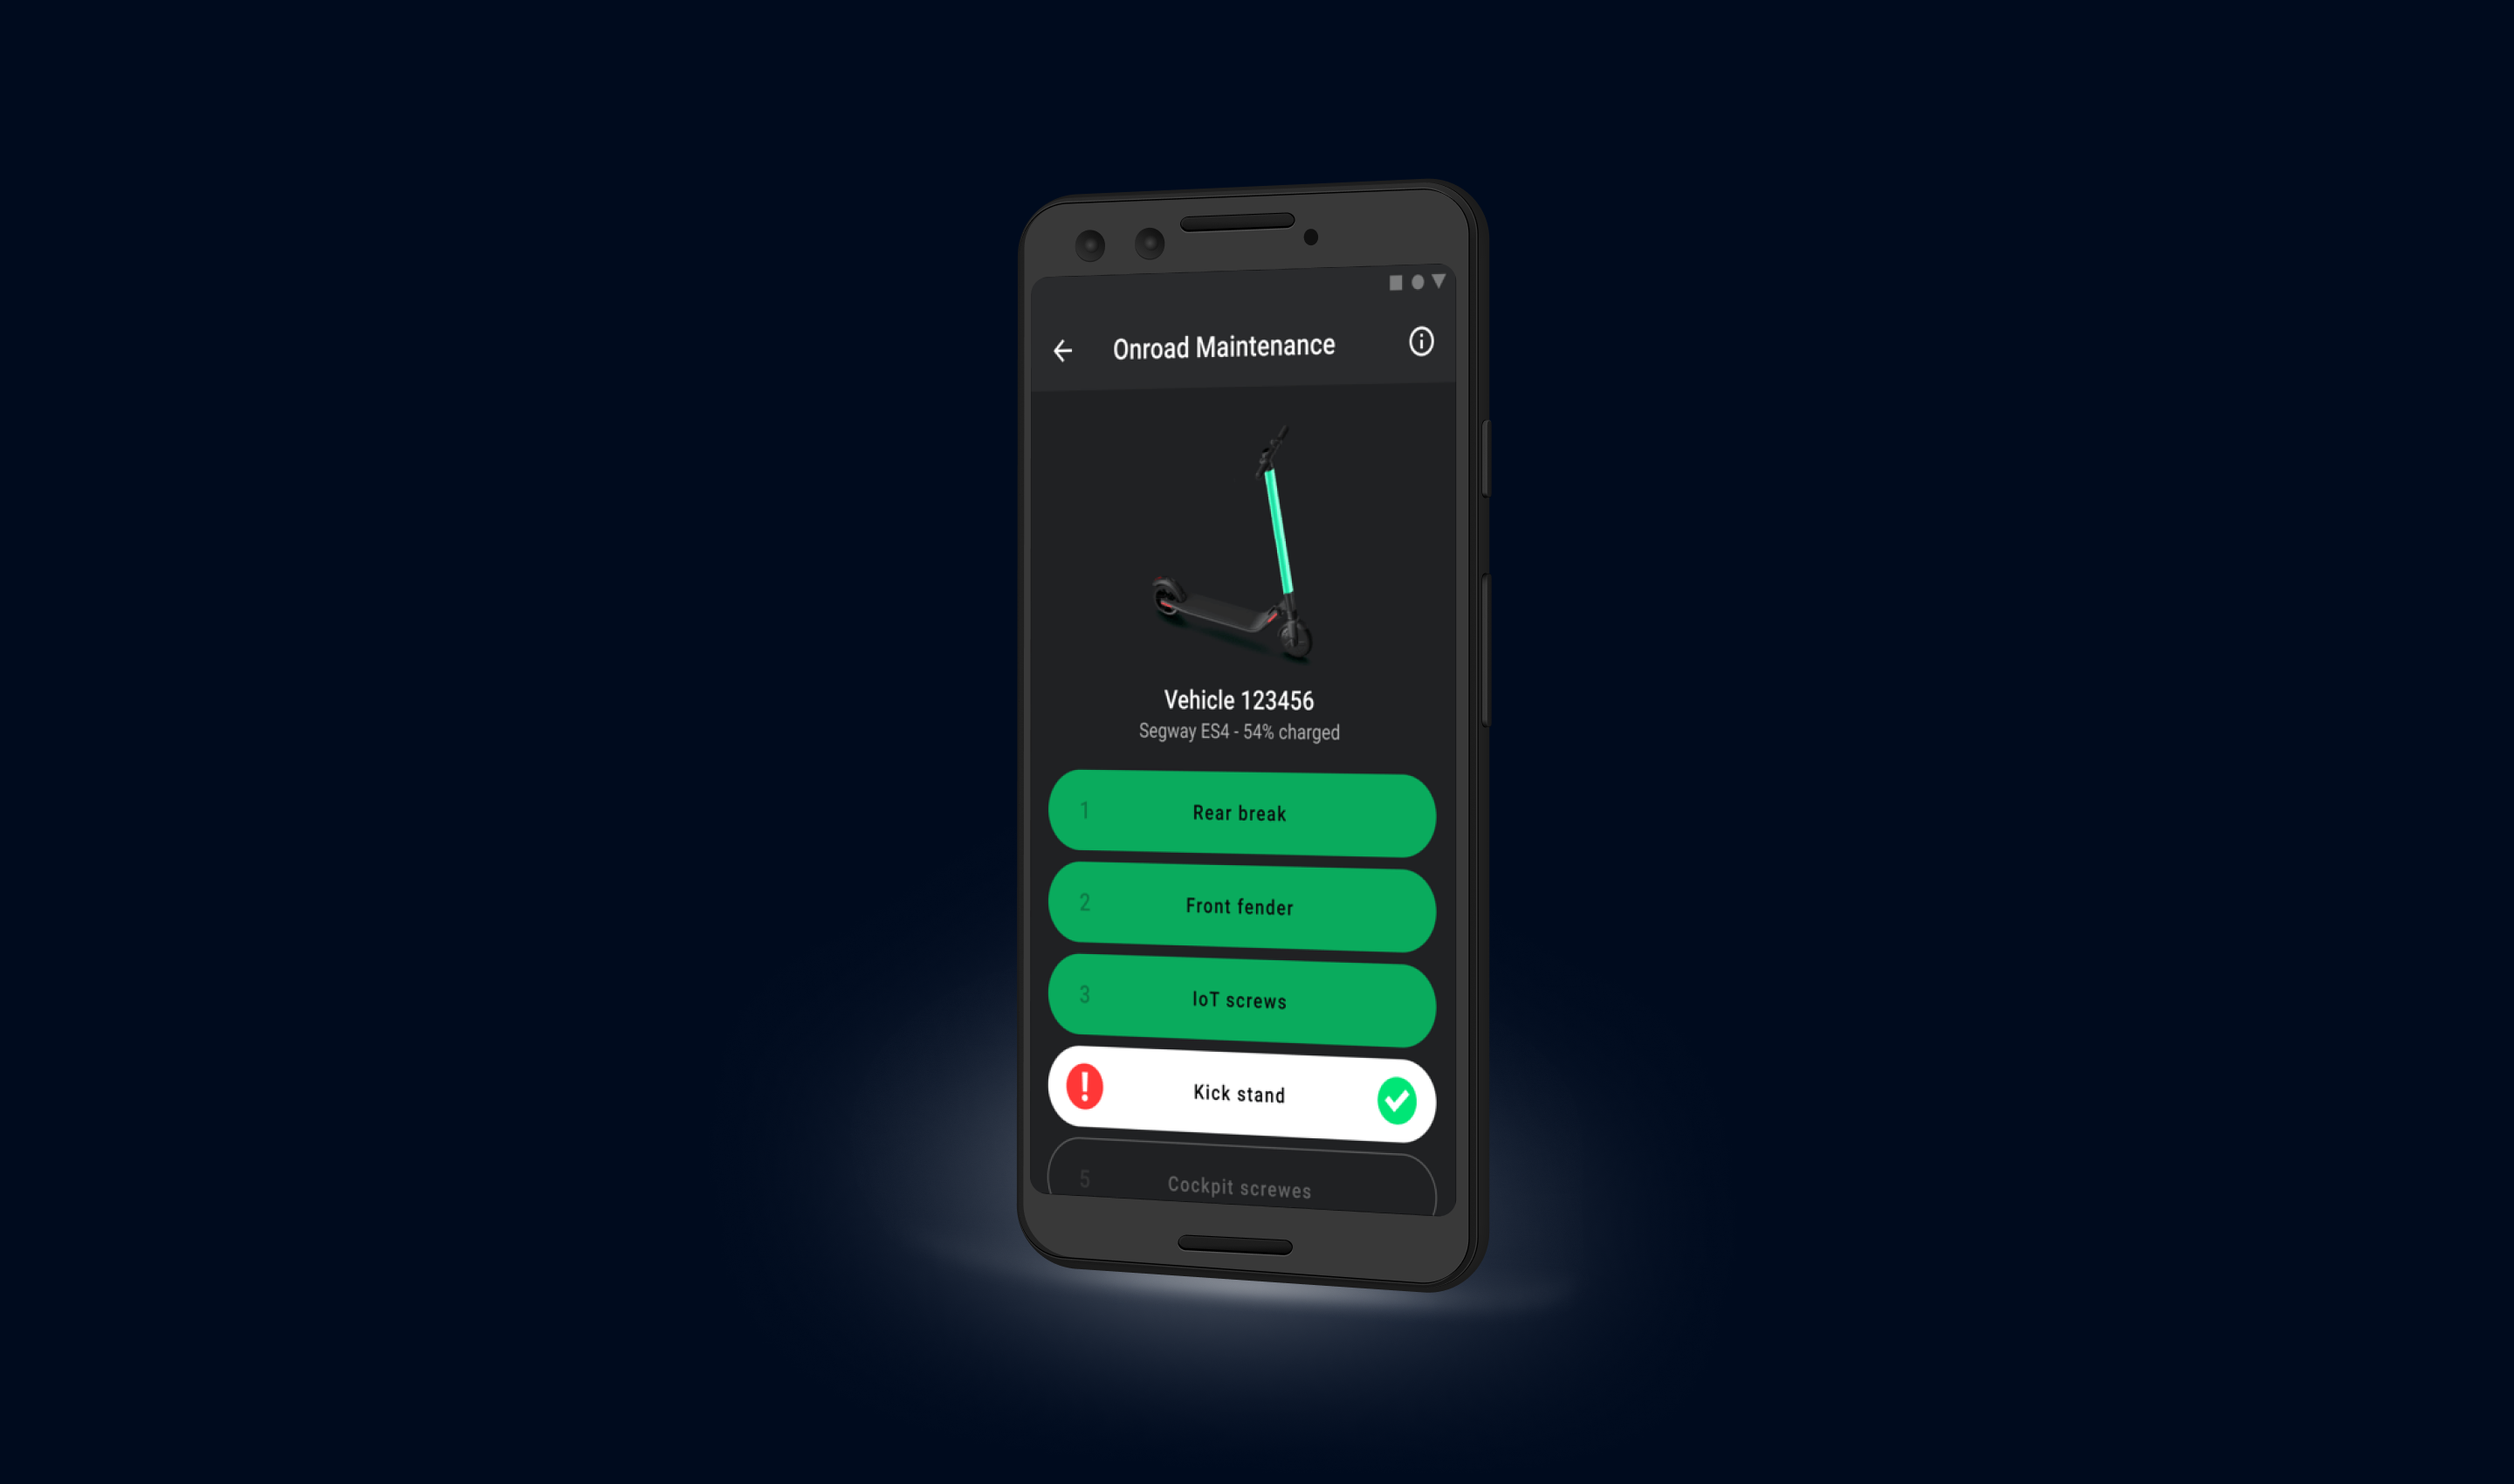 Onroad Maintenance
Vehicle 123456
Segway ES4 - 54% charged
1 Rear break
2 Front fender
3 IoT screws
Kick stand
5 Cockpit screwes